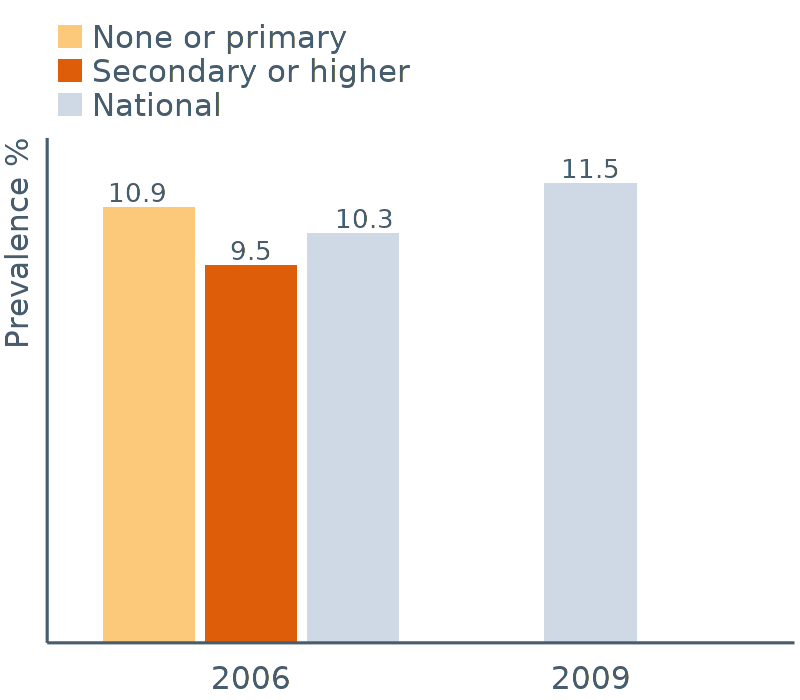 None or primary
Secondary or higher
National
Prevalence %
10.9
9.5
10.3
11.5
2006
2009